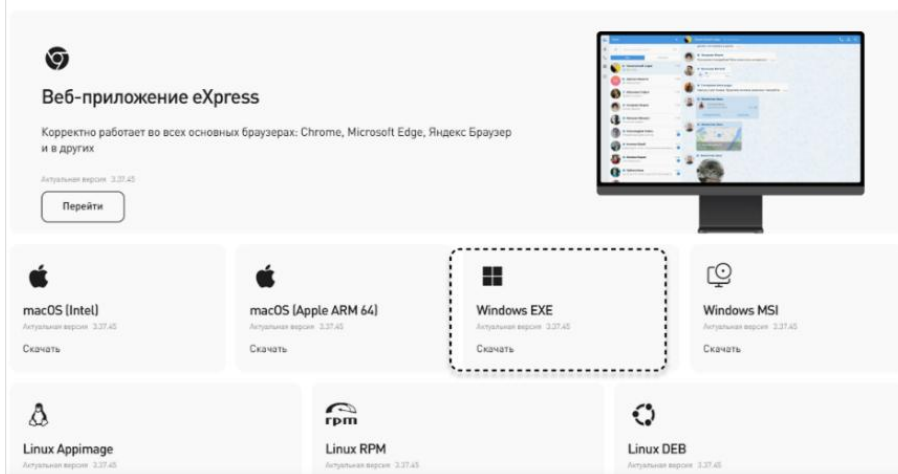 Веб-приложение eXpress
Корректно работает во всех основных браузерах: Chrome, Microsoft Edge, Яндекс Браузер
и в других
Актуальная версия 3.37.45
Перейти
macOS (Intel)
Актуальная версия 3.37.45
Скачать
macOS (Apple ARM 64)
Актуальная версия 3.37.45
Скачать
Windows EXE
Актуальная версия 3.37.45
Скачать
Windows MSI
Актуальная версия 3.37.45
Скачать
Linux Appimage
Актуальная версия 3.37.45
rpm
Linux RPM
Актуальная версия 3.37.45
Linux DEB
Актуальная версия 3.37.45